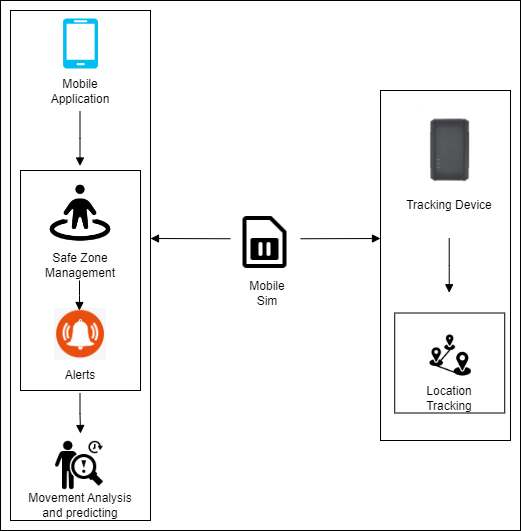 Mobile
Application
Safe Zone
Management
Alerts
Movement Analysis
and predicting
Mobile
Sim
Tracking Device
Location
Tracking